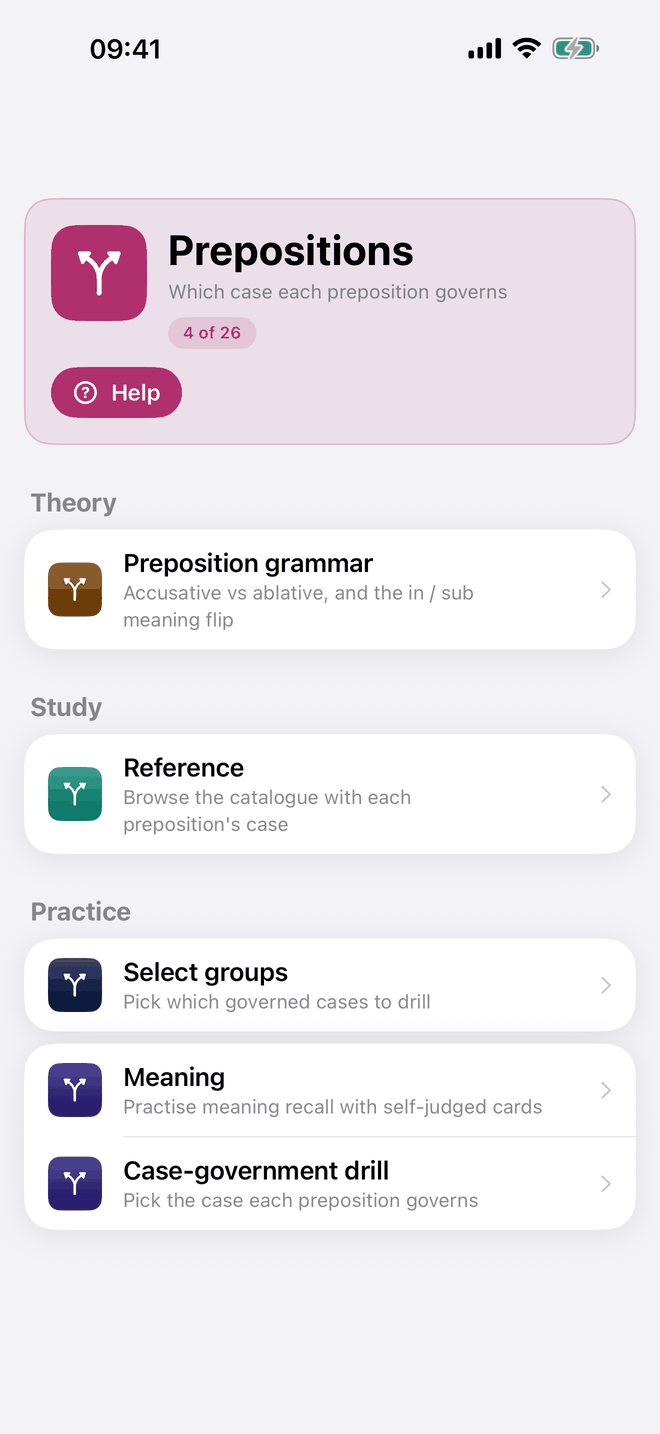 09:41
Prepositions
Which case each preposition governs
4 of 26
Help
Theory
Preposition grammar
Accusative vs ablative, and the in / sub
meaning flip
Study
Reference
Browse the catalogue with each
preposition's case
Practice
Select groups
Pick which governed cases to drill
Meaning
Practise meaning recall with self-judged cards
Case-government drill
Pick the case each preposition governs